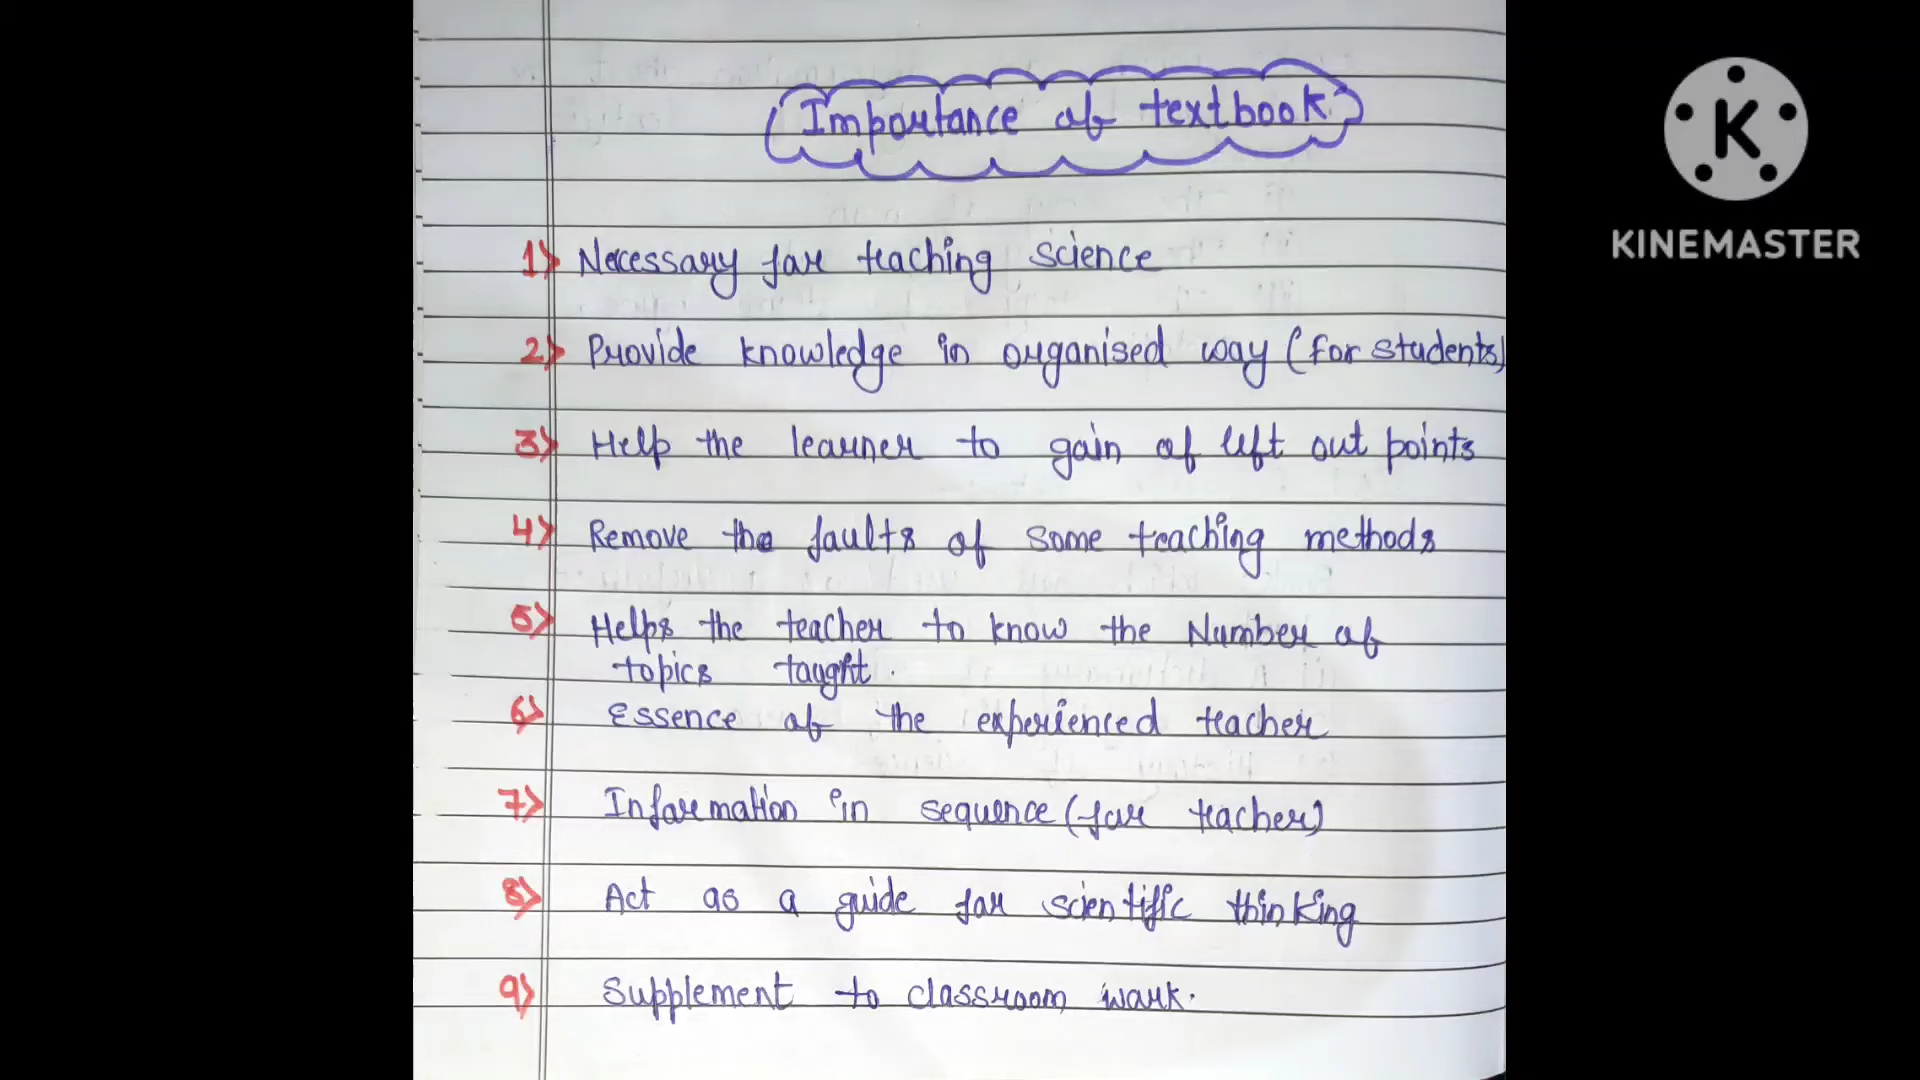 Importance of textbook
1) Necessary for teaching science
2) Provide knowledge in organised way (for students)
3) Help the learner to gain of left out points
4) Remove the faults of some teaching methods
5) Helps the teacher to know the Number of
topics taught.
6) Essence of the experienced teacher
7) Information in sequence (for teacher)
8) Act as a guide for scientific thinking
9) Supplement to classroom work.
K
KINEMASTER